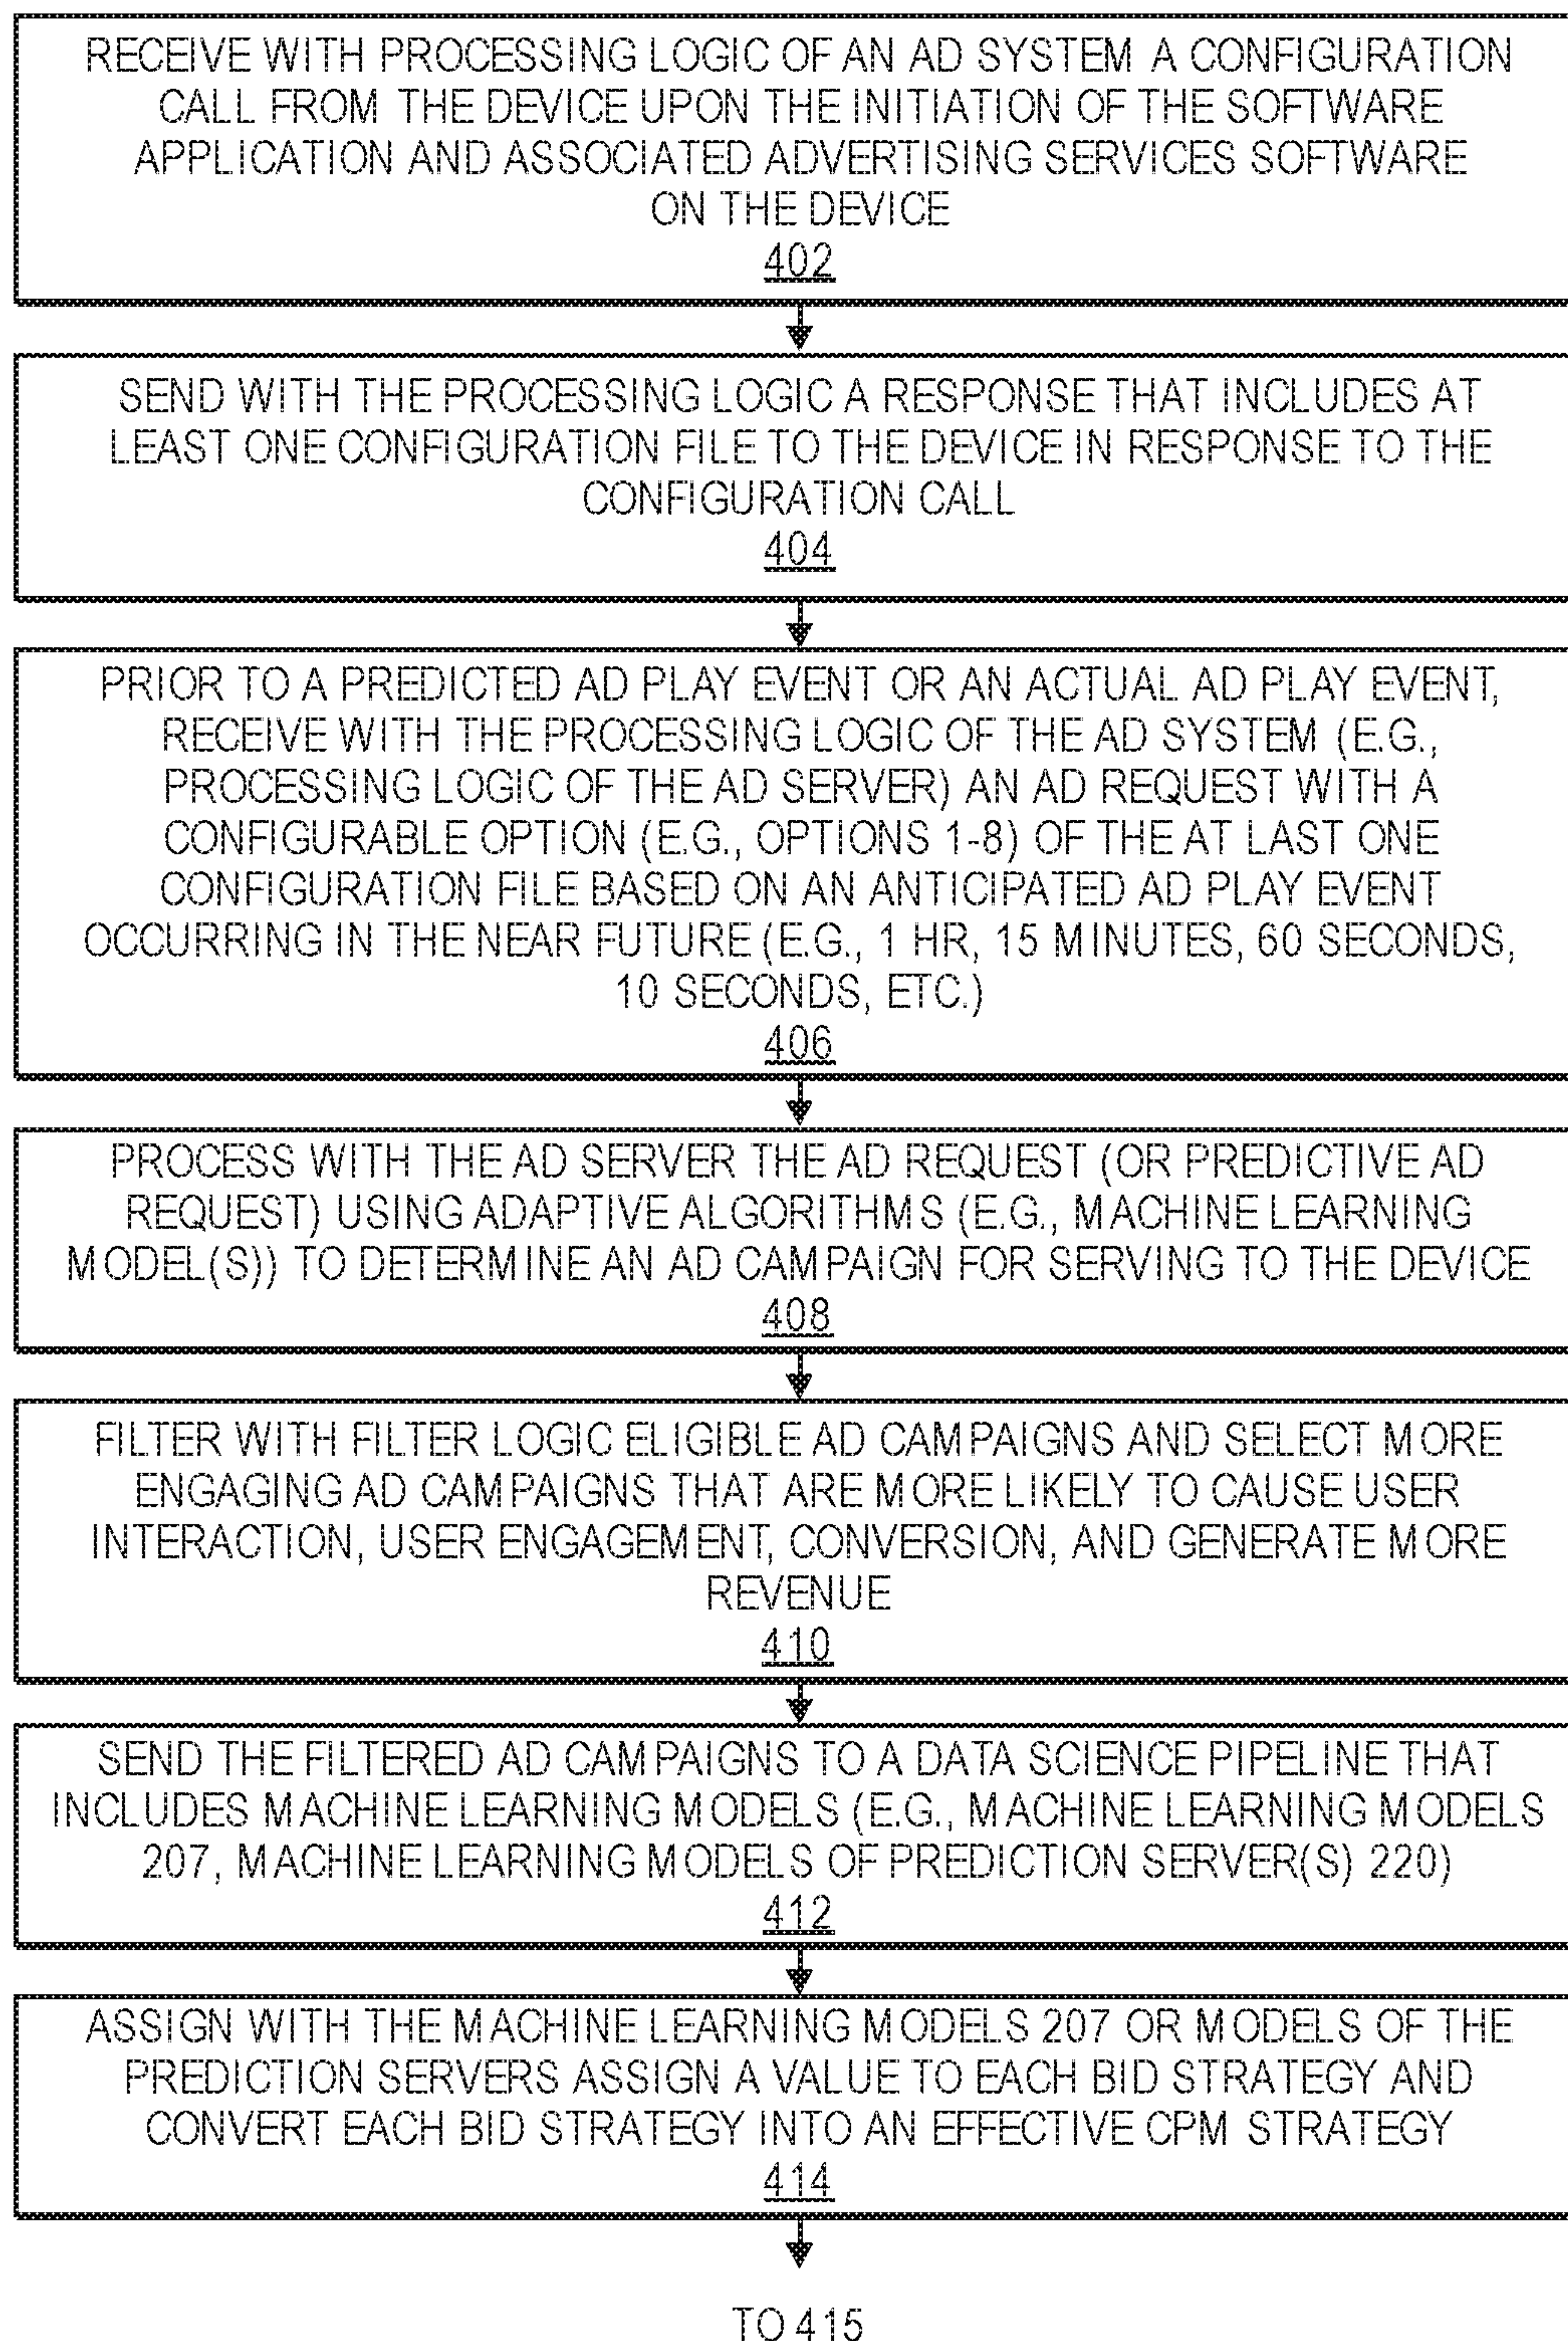 RECEIVE WITH PROCESSING LOGIC OF AN AD SYSTEM A CONFIGURATION
CALL FROM THE DEVICE UPON THE INITIATION OF THE SOFTWARE
APPLICATION AND ASSOCIATED ADVERTISING SERVICES SOFTWARE
ON THE DEVICE
402
SEND WITH THE PROCESSING LOGIC A RESPONSE THAT INCLUDES AT
LEAST ONE CONFIGURATION FILE TO THE DEVICE IN RESPONSE TO THE
CONFIGURATION CALL
404
PRIOR TO A PREDICTED AD PLAY EVENT OR AN ACTUAL AD PLAY EVENT,
RECEIVE WITH THE PROCESSING LOGIC OF THE AD SYSTEM (E.G.,
PROCESSING LOGIC OF THE AD SERVER) AN AD REQUEST WITH A
CONFIGURABLE OPTION (E.G., OPTIONS 1-8) OF THE AT LAST ONE
CONFIGURATION FILE BASED ON AN ANTICIPATED AD PLAY EVENT
OCCURRING IN THE NEAR FUTURE (E.G., 1 HR, 15 MINUTES, 60 SECONDS,
10 SECONDS, ETC.)
406
PROCESS WITH THE AD SERVER THE AD REQUEST (OR PREDICTIVE AD
REQUEST) USING ADAPTIVE ALGORITHMS (E.G., MACHINE LEARNING
MODEL(S)) TO DETERMINE AN AD CAMPAIGN FOR SERVING TO THE DEVICE
408
FILTER WITH FILTER LOGIC ELIGIBLE AD CAMPAIGNS AND SELECT MORE
ENGAGING AD CAMPAIGNS THAT ARE MORE LIKELY TO CAUSE USER
INTERACTION, USER ENGAGEMENT, CONVERSION, AND GENERATE MORE
REVENUE
410
SEND THE FILTERED AD CAMPAIGNS TO A DATA SCIENCE PIPELINE THAT
INCLUDES MACHINE LEARNING MODELS (E.G., MACHINE LEARNING MODELS
207, MACHINE LEARNING MODELS OF PREDICTION SERVER(S) 220)
412
ASSIGN WITH THE MACHINE LEARNING MODELS 207 OR MODELS OF THE
PREDICTION SERVERS ASSIGN A VALUE TO EACH BID STRATEGY AND
CONVERT EACH BID STRATEGY INTO AN EFFECTIVE CPM STRATEGY
414
TO 415